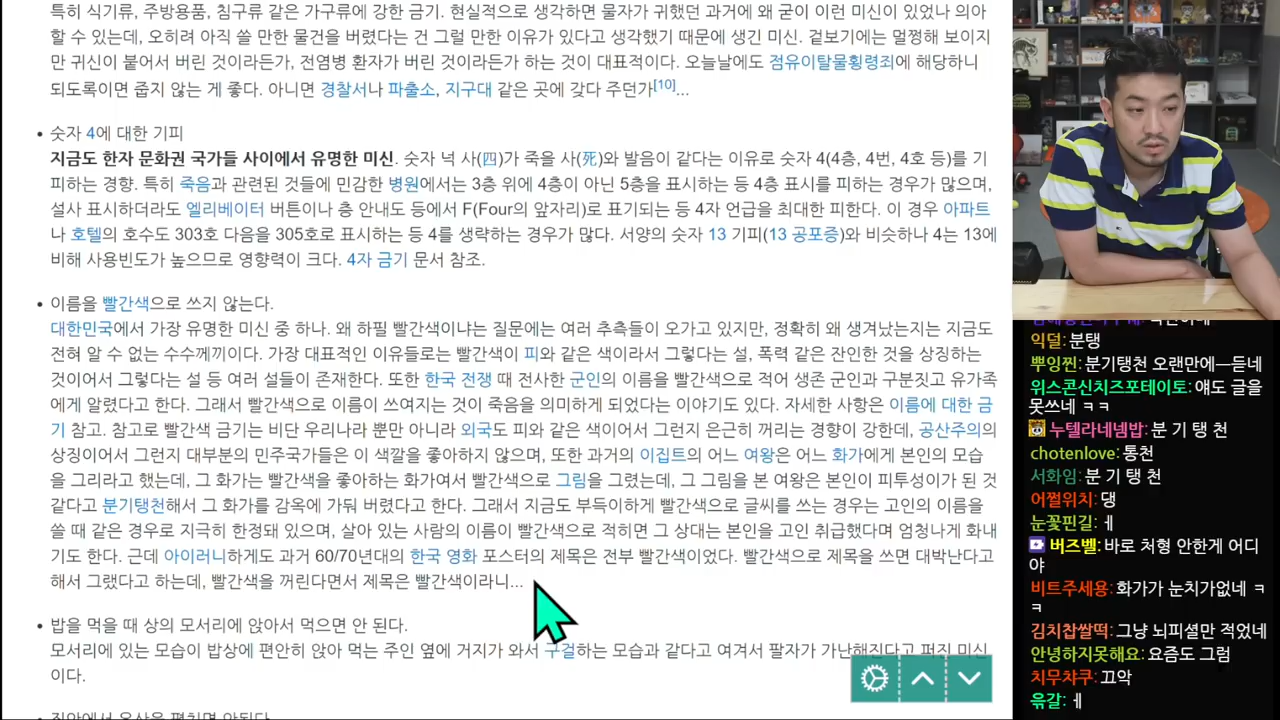 특히 식기류, 주방용품, 침구류 같은 가구류에 강한 금기. 현실적으로 생각하면 물자가 귀했던 과거에 왜 굳이 이런 미신이 있었나 의아
할 수 있는데, 오히려 아직 쓸 만한 물건을 버렸다는 건 그럴 만한 이유가 있다고 생각했기 때문에 생긴 미신. 겉보기에는 멀쩡해 보이지
만 귀신이 붙어서 버린 것이라든가, 전염병 환자가 버린 것이라든가 하는 것이 대표적이다. 오늘날에도 점유이탈물횡령죄에 해당하니
되도록이면 줍지 않는 게 좋다. 아니면 경찰서나 파출소, 지구대 같은 곳에 갖다 주던가[10]...
• 숫자 4에 대한 기피
지금도 한자 문화권 국가들 사이에서 유명한 미신. 숫자 넉 사(四)가 죽을 사(死)와 발음이 같다는 이유로 숫자 4(4층, 4번, 4호 등)를 기
피하는 경향. 특히 죽음과 관련된 것들에 민감한 병원에서는 3층 위에 4층이 아닌 5층을 표시하는 등 4층 표시를 피하는 경우가 많으며,
설사 표시하더라도 엘리베이터 버튼이나 층 안내도 등에서 F(Four의 앞자리)로 표기되는 등 4자 언급을 최대한 피한다. 이 경우 아파트
나 호텔의 호수도 303호 다음을 305호로 표시하는 등 4를 생략하는 경우가 많다. 서양의 숫자 13 기피(13 공포증)와 비슷하나 4는 13에
비해 사용빈도가 높으므로 영향력이 크다. 4자 금기 문서 참조.
• 이름을 빨간색으로 쓰지 않는다.
대한민국에서 가장 유명한 미신 중 하나. 왜 하필 빨간색이냐는 질문에는 여러 추측들이 오가고 있지만, 정확히 왜 생겨났는지는 지금도
전혀 알 수 없는 수수께끼이다. 가장 대표적인 이유들로는 빨간색이 피와 같은 색이라서 그렇다는 설, 폭력 같은 잔인한 것을 상징하는
것이어서 그렇다는 설 등 여러 설들이 존재한다. 또한 한국 전쟁 때 전사한 군인의 이름을 빨간색으로 적어 생존 군인과 구분짓고 유가족
에게 알렸다고 한다. 그래서 빨간색으로 이름이 쓰여지는 것이 죽음을 의미하게 되었다는 이야기도 있다. 자세한 사항은 이름에 대한 금
기 참고. 참고로 빨간색 금기는 비단 우리나라 뿐만 아니라 외국도 피와 같은 색이어서 그런지 은근히 꺼리는 경향이 강한데, 공산주의의
상징이어서 그런지 대부분의 민주국가들은 이 색깔을 좋아하지 않으며, 또한 과거의 이집트의 어느 여왕은 어느 화가에게 본인의 모습
을 그리라고 했는데, 그 화가는 빨간색을 좋아하는 화가여서 빨간색으로 그림을 그렸는데, 그 그림을 본 여왕은 본인이 피투성이가 된 것
같다고 분기탱천해서 그 화가를 감옥에 가둬 버렸다고 한다. 그래서 지금도 부득이하게 빨간색으로 글씨를 쓰는 경우는 고인의 이름을
쓸 때 같은 경우로 지극히 한정돼 있으며, 설사 살아있는 사람의 이름이 빨간색으로 적히면 그 상대는 본인을 고인 취급했다며 엄청나게 화내
기도 한다. 근데 아이러니하게도 과거 60, 70년대의 한국 영화 포스터의 제목은 전부 빨간색이었다. 빨간색으로 제목을 쓰면 대박난다고
해서 그랬다고 하는데, 빨간색을 꺼린다면서 제목은 빨간색이라니...
• 밥을 먹을 때 상의 모서리에 앉아서 먹으면 안 된다.
모서리에 있는 모습이 밥상에 편안히 앉아 먹는 주인 옆에 거지가 와서 구걸하는 모습과 같다고 여겨서 팔자가 가난해진다고 퍼진 미신
이다.
익덜: 분탱
뿌잉찐: 분기탱천 오랜만에—듣네
위스콘신치즈포테이토: 얘도 글을
못쓰네 ㅋㅋ
누텔라네넴밥: 분 기 탱 천
chotenlove: 통천
서화임: 분 기 탱 천
어쩔위치: 댕
눈꽃핀길: ㅔ
버즈벨: 바로 처형 안한게 어디
야
비트주세용: 화가가 눈치가없네 ㅋ
ㅋ
김치찹쌀떡: 그냥 뇌피셜만 적었네
안녕하지못해요: 요즘도 그럼
치무챠쿠: 끄악
읔갈: ㅔ